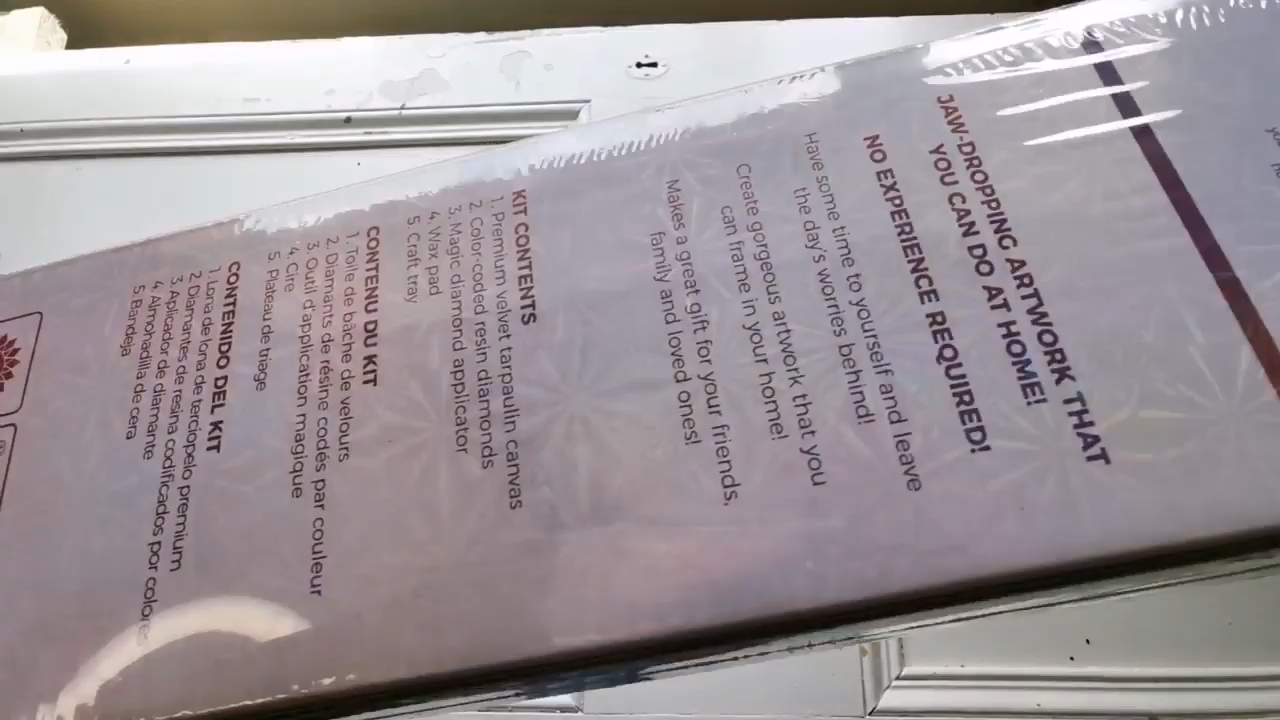 JAW-DROPPING ARTWORK THAT
YOU CAN DO AT HOME!
NO EXPERIENCE REQUIRED!
Have some time to yourself and leave
the day's worries behind!
Create gorgeous artwork that you
can frame in your home!
Makes a great gift for your friends,
family and loved ones!
KIT CONTENTS
1. Premium velvet tarpaulin canvas
2. Color-coded resin diamonds
3. Magic diamond applicator
4. Wax pad
5. Craft tray
CONTENU DU KIT
1. Toile de bâche de velours
2. Diamants de résine codés par couleur
3. Outil d'application magique
4. Cire
5. Plateau de triage
CONTENIDO DEL KIT
1. Lona de lona de terciopelo premium
2. Diamantes de resina codificados por colores
3. Aplicador de diamante
4. Almohadilla de cera
5. Bandeja